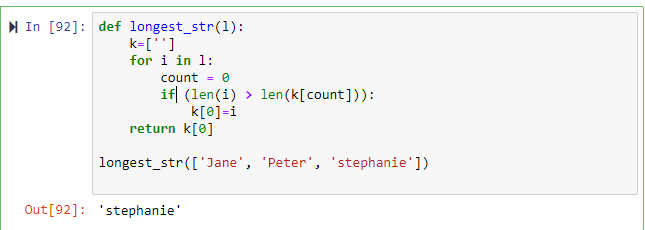 In [92]: def longest_str(l):
    k=['']
    for i in l:
        count = 0
        if (len(i) > len(k[count])):
            k[0]=i
    return k[0]

longest_str(['Jane', 'Peter', 'stephanie'])
Out[92]: 'stephanie'